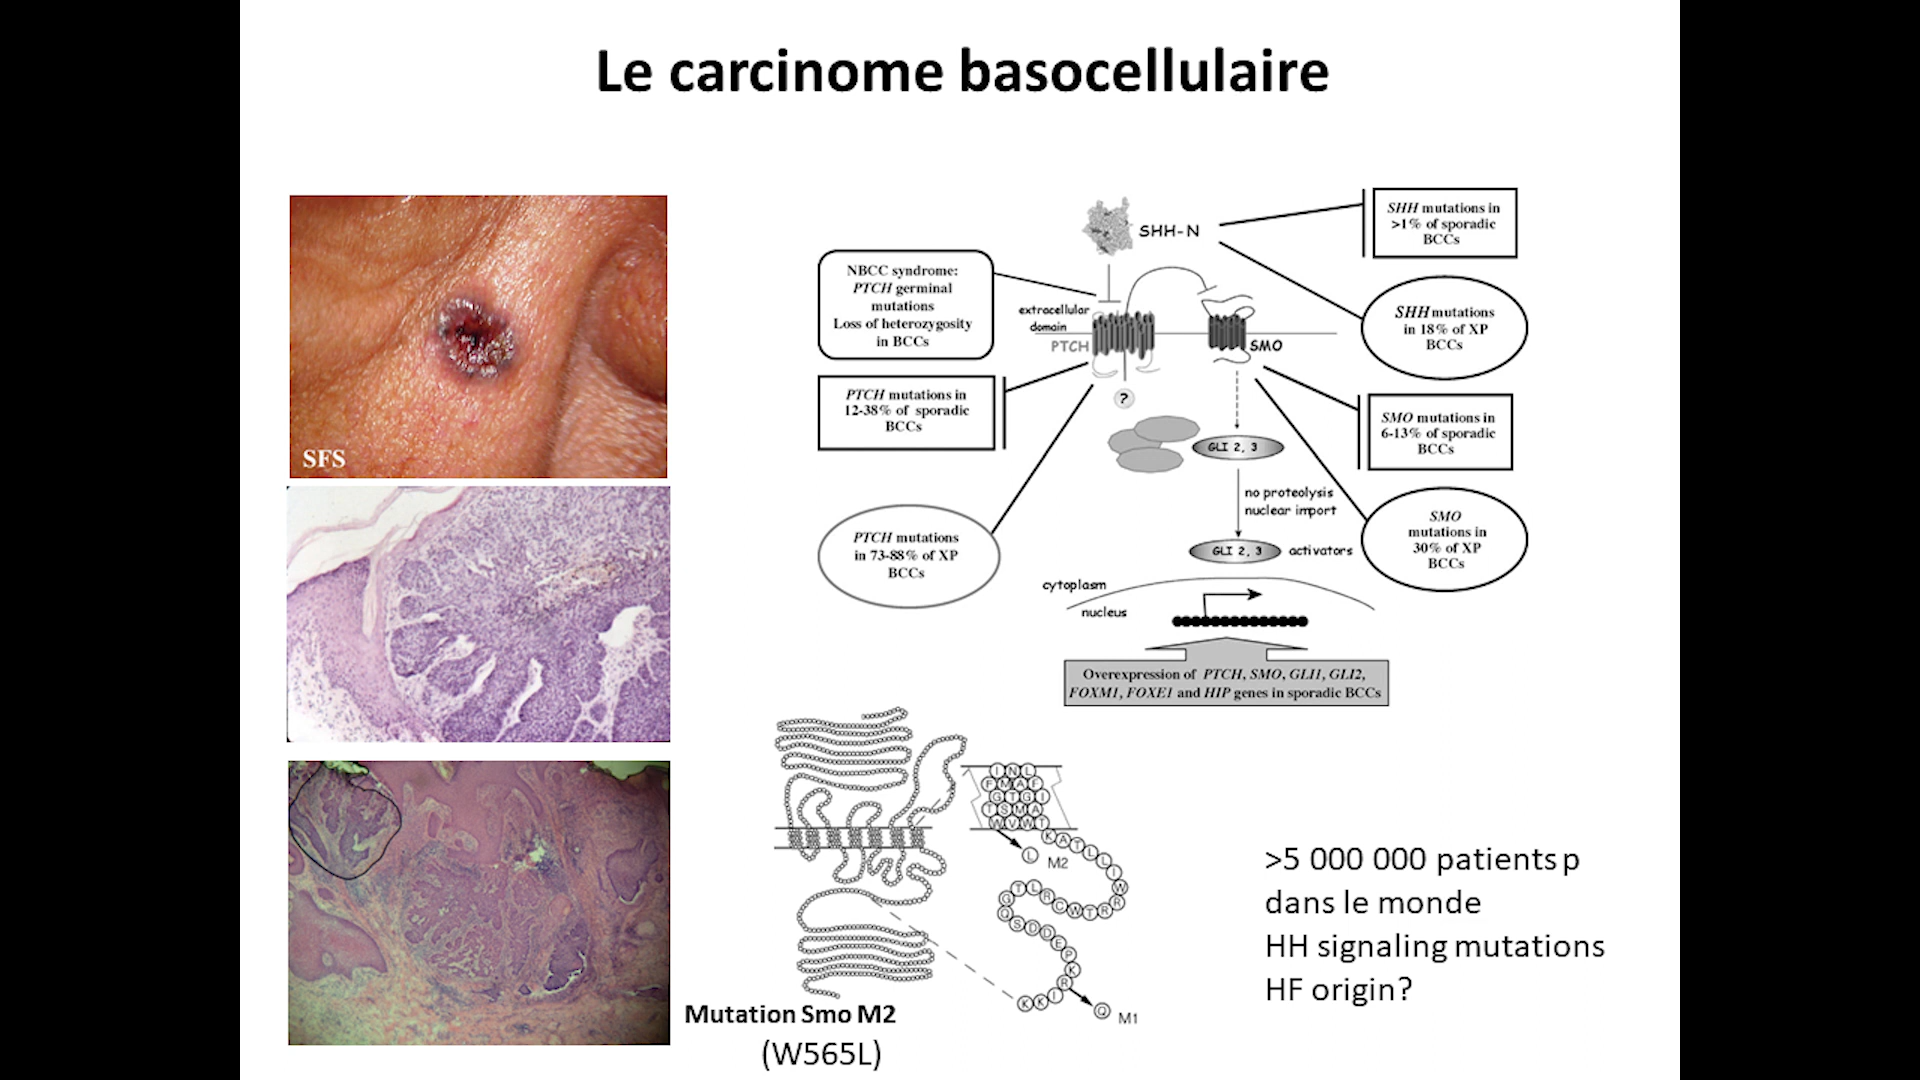 Le carcinome basocellulaire
SFS
SHH-N
NBCC syndrome:
PTCH germinal
mutations
Loss of heterozygosity
in BCCs
extracellular
domain
PTCH
SMO
?
PTCH mutations in
12-38% of sporadic
BCCs
PTCH mutations
in 73-88% of XP
BCCs
SHH mutations in
>1% of sporadic
BCCs
SHH mutations
in 18% of XP
BCCs
SMO mutations in
6-13% of sporadic
BCCs
SMO
mutations in
30% of XP
BCCs
GLI 2, 3
no proteolysis
nuclear import
GLI 2, 3
activators
cytoplasm
nucleus
Overexpression of PTCH, SMO, GLI1, GLI2,
FOXM1, FOXE1 and HIP genes in sporadic BCCs
I N L
F M A F
G T G I
T S M A
W V W T
L
M2
K A T L L I W R R T W C R L T G Q S D D E P K R I K K
Q
M1
Mutation Smo M2
(W565L)
>5 000 000 patients p
dans le monde
HH signaling mutations
HF origin?